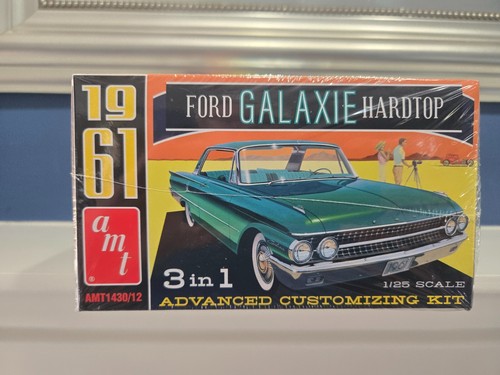 19
61
FORD GALAXIE HARDTOP
amt
®
AMT1430/12
3 in 1
1/25 SCALE
ADVANCED CUSTOMIZING KIT